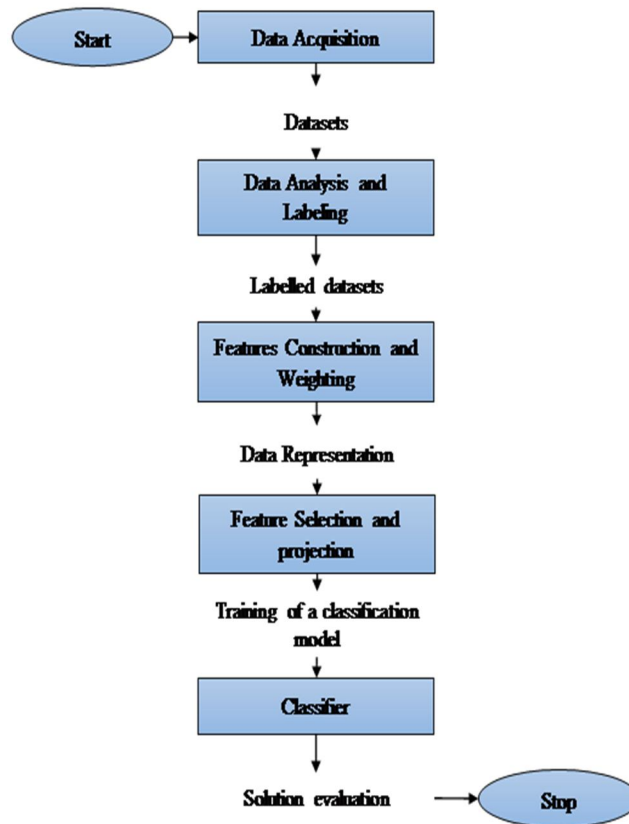 Start
Data Acquisition
Datasets
Data Analysis and
Labeling
Labelled datasets
Features Construction and
Weighting
Data Representation
Feature Selection and
projection
Training of a classification
model
Classifier
Solution evaluation
Stop